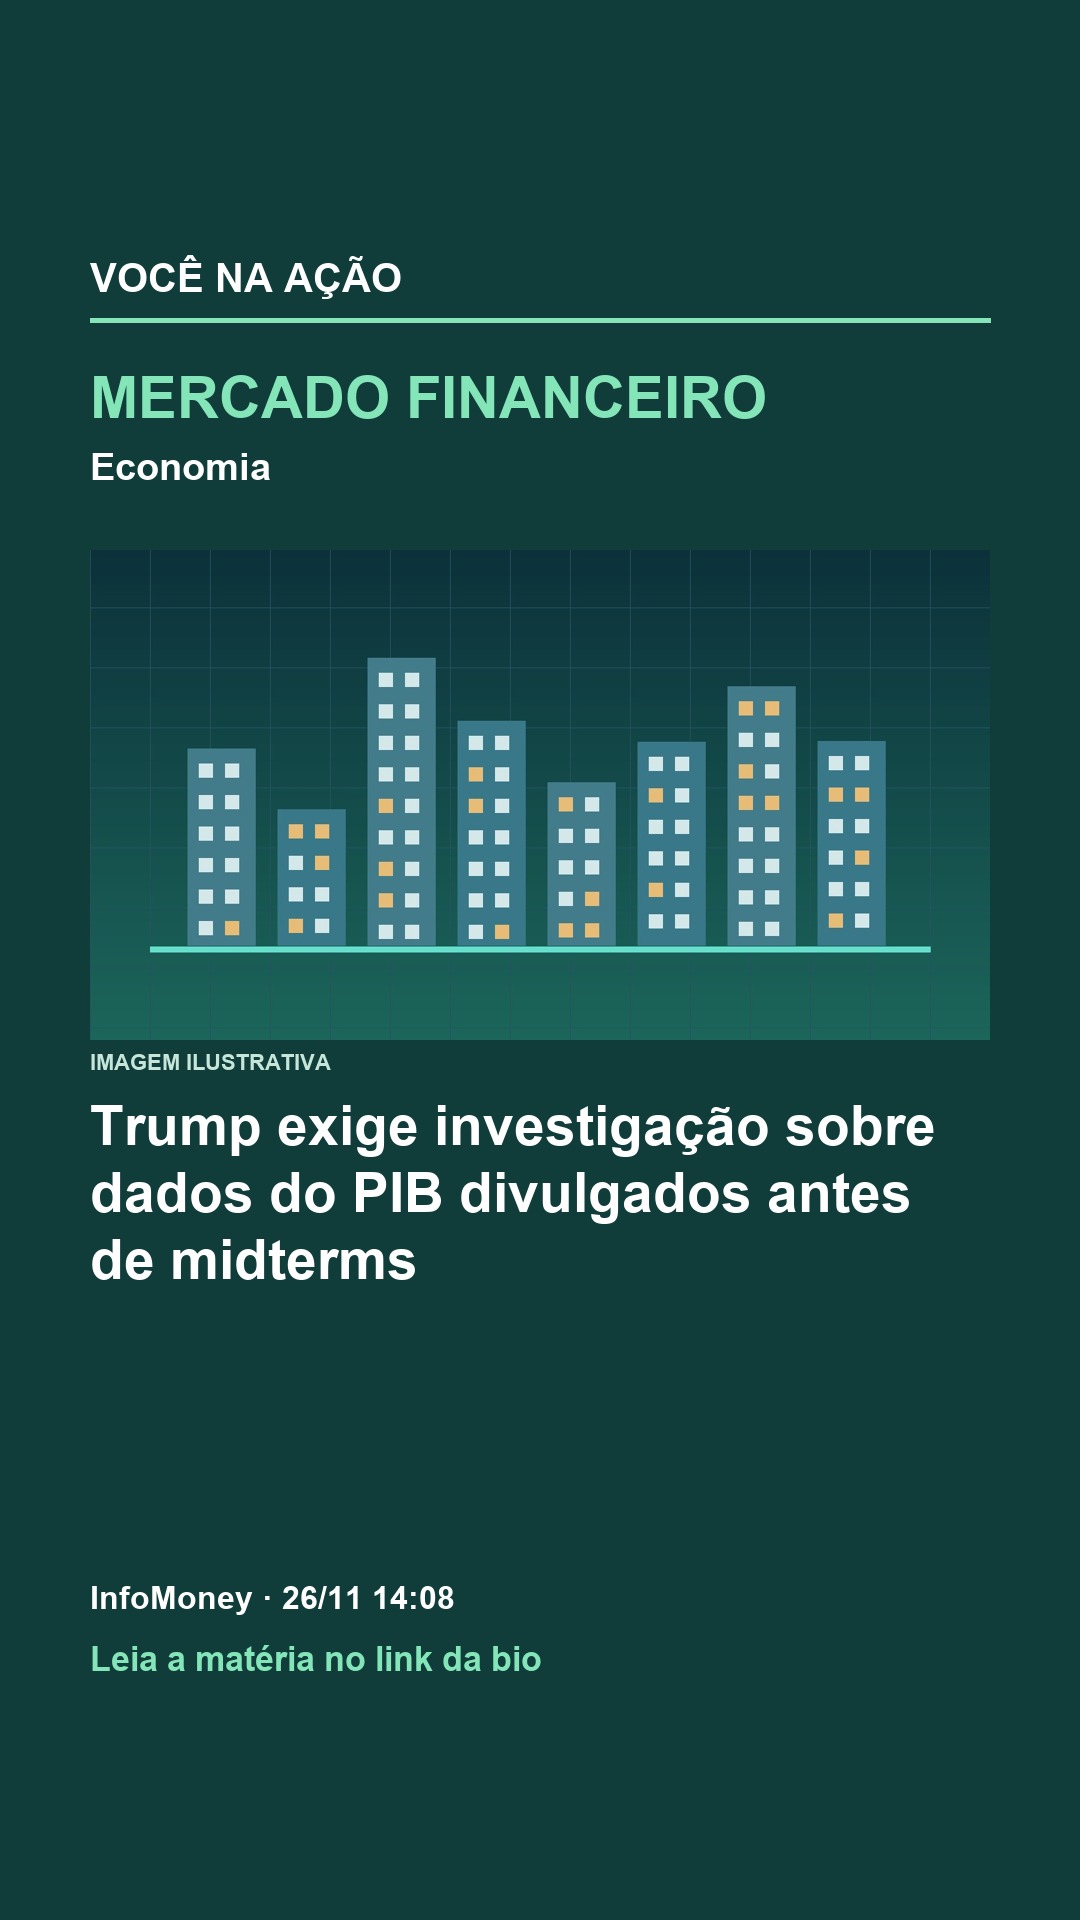 VOCÊ NA AÇÃO
MERCADO FINANCEIRO
Economia
IMAGEM ILUSTRATIVA
Trump exige investigação sobre
dados do PIB divulgados antes
de midterms
InfoMoney · 26/11 14:08
Leia a matéria no link da bio